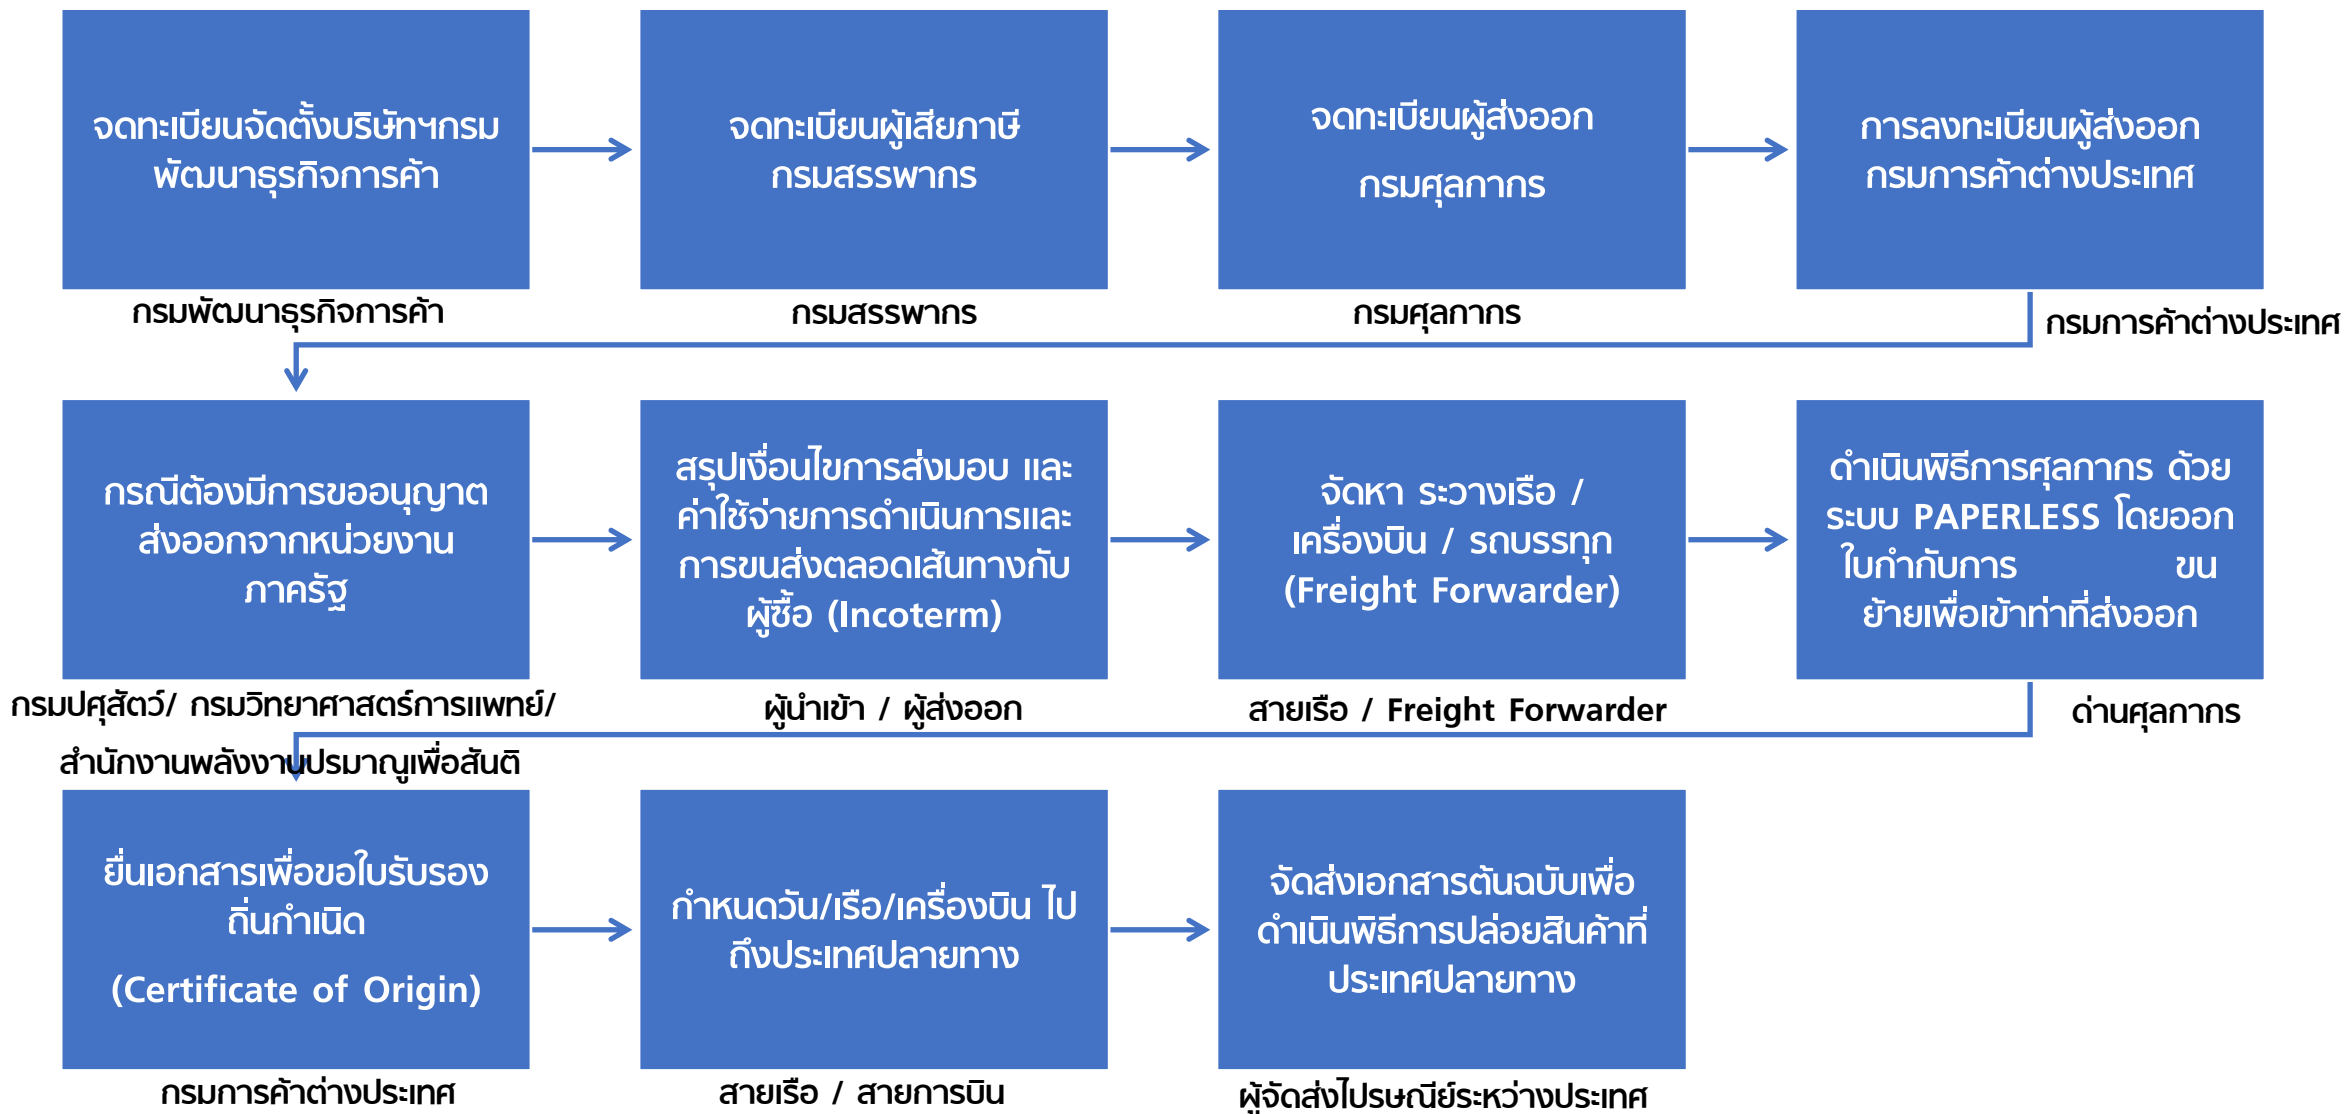 จดทะเบียนจัดตั้งบริษัทฯกรม
พัฒนาธุรกิจการค้า
กรมพัฒนาธุรกิจการค้า
จดทะเบียนผู้เสียภาษี
กรมสรรพากร
กรมสรรพากร
จดทะเบียนผู้ส่งออก
กรมศุลกากร
กรมศุลกากร
การลงทะเบียนผู้ส่งออก
กรมการค้าต่างประเทศ
กรมการค้าต่างประเทศ
กรณีต้องมีการขออนุญาต
ส่งออกจากหน่วยงาน
ภาครัฐ
กรมปศุสัตว์/ กรมวิทยาศาสตร์การแพทย์/
สำนักงานพลังงานปรมาณูเพื่อสันติ
สรุปเงื่อนไขการส่งมอบ และ
ค่าใช้จ่ายการดำเนินการและ
การขนส่งตลอดเส้นทางกับ
ผู้ซื้อ (Incoterm)
ผู้นำเข้า / ผู้ส่งออก
จัดหา ระวางเรือ /
เครื่องบิน / รถบรรทุก
(Freight Forwarder)
สายเรือ / Freight Forwarder
ดำเนินพิธีการศุลกากร ด้วย
ระบบ PAPERLESS โดยออก
ใบกำกับการ ขน
ย้ายเพื่อเข้าท่าที่ส่งออก
ด่านศุลกากร
ยื่นเอกสารเพื่อขอใบรับรอง
ถิ่นกำเนิด
(Certificate of Origin)
กรมการค้าต่างประเทศ
กำหนดวัน/เรือ/เครื่องบิน ไป
ถึงประเทศปลายทาง
สายเรือ / สายการบิน
จัดส่งเอกสารต้นฉบับเพื่อ
ดำเนินพิธีการปล่อยสินค้าที่
ประเทศปลายทาง
ผู้จัดส่งไปรษณีย์ระหว่างประเทศ